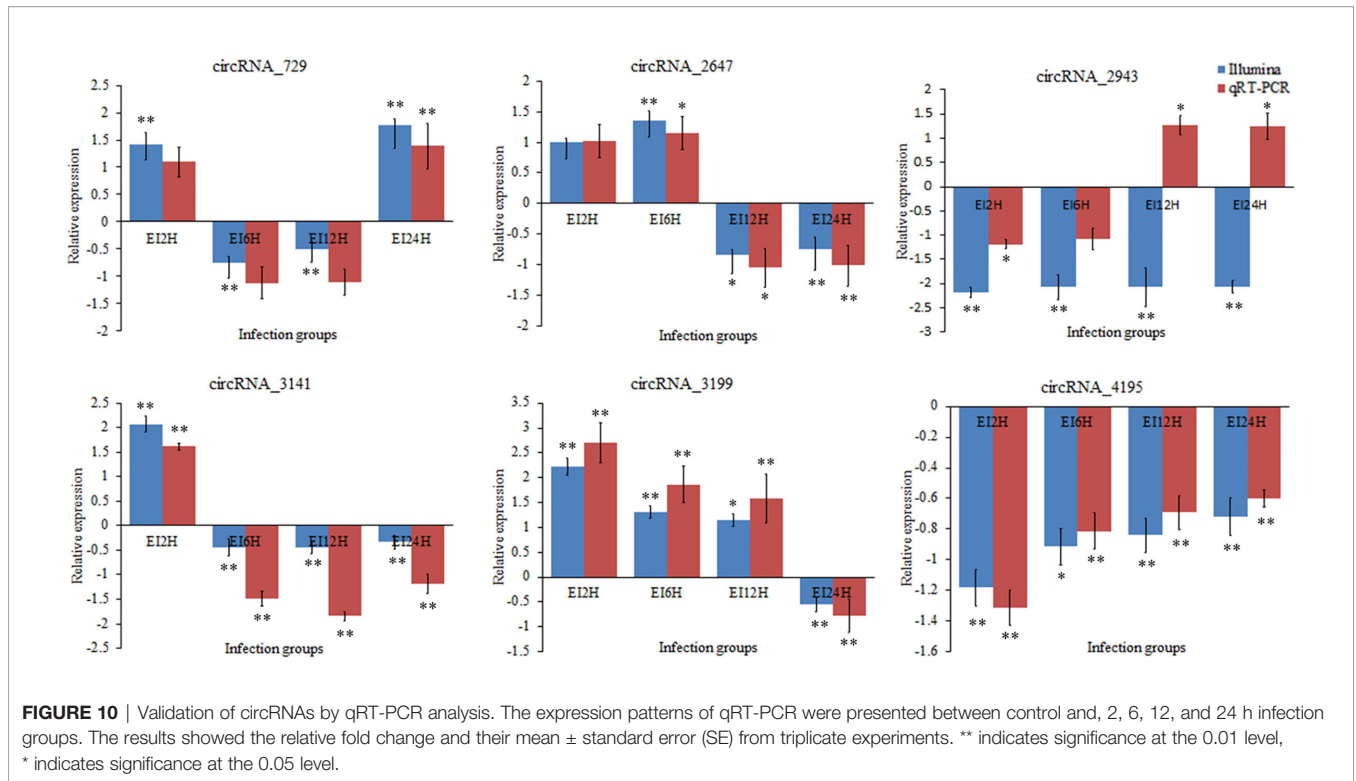 circRNA_729
2.5
2
1.5
1
0.5
0
-0.5
-1
-1.5
-2
Relative expression
** ** **
EI2H EI6H EI12H EI24H
** **
Infection groups
circRNA_2647
2
1.5
1
0.5
0
-0.5
-1
-1.5
2
Relative expression
** *
EI2H EI6H EI12H EI24H
* * ** **
Infection groups
circRNA_2943
Illumina
qRT-PCR
2
1.5
1
0.5
0
-0.5
-1
-1.5
-2
-2.5
-3
Relative expression
* *
EI2H EI6H EI12H EI24H
** * ** ** **
Infection groups
circRNA_3141
2.5
2
1.5
1
0.5
0
-0.5
-1
-1.5
-2
2.5
Relative expression
** **
EI2H EI6H EI12H EI24H
** ** ** ** ** **
Infection groups
circRNA_3199
3.5
3
2.5
2
1.5
1
0.5
0
-0.5
-1
-1.5
Relative expression
** ** ** ** * **
EI2H EI6H EI12H EI24H
** **
Infection groups
circRNA_4195
0
-0.2
-0.4
-0.6
-0.8
-1
-1.2
-1.4
-1.6
Relative expression
EI2H EI6H EI12H EI24H
** ** * ** ** ** ** **
Infection groups
FIGURE 10 | Validation of circRNAs by qRT-PCR analysis. The expression patterns of qRT-PCR were presented between control and, 2, 6, 12, and 24 h infection
groups. The results showed the relative fold change and their mean ± standard error (SE) from triplicate experiments. ** indicates significance at the 0.01 level,
* indicates significance at the 0.05 level.